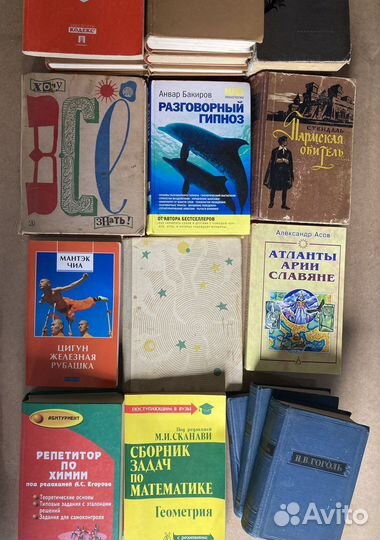 КОДЕКС
ХОЧУ
ВСЁ
ЗНАТЬ!
Анвар Бакиров
РАЗГОВОРНЫЙ
ГИПНОЗ
ОТ АВТОРА БЕСТСЕЛЛЕРОВ
СТЕНДАЛЬ
Пармская
обитель
МАНТЭК
ЧИА
ЦИГУН
ЖЕЛЕЗНАЯ
РУБАШКА
Александр Асов
АТЛАНТЫ
АРИИ
СЛАВЯНЕ
АБИТУРИЕНТ
РЕПЕТИТОР
ПО
ХИМИИ
под редакцией А.С. Егорова
• Теоретические основы
• Типовые задания с эталонами
решений
• Задания для самоконтроля
ПОСТУПАЮЩИМ В ВУЗЫ
Под редакцией
М.И.СКАНАВИ
СБОРНИК
ЗАДАЧ
ПО
МАТЕМАТИКЕ
Геометрия
с решениями
Н.В.ГОГОЛЬ
Avito